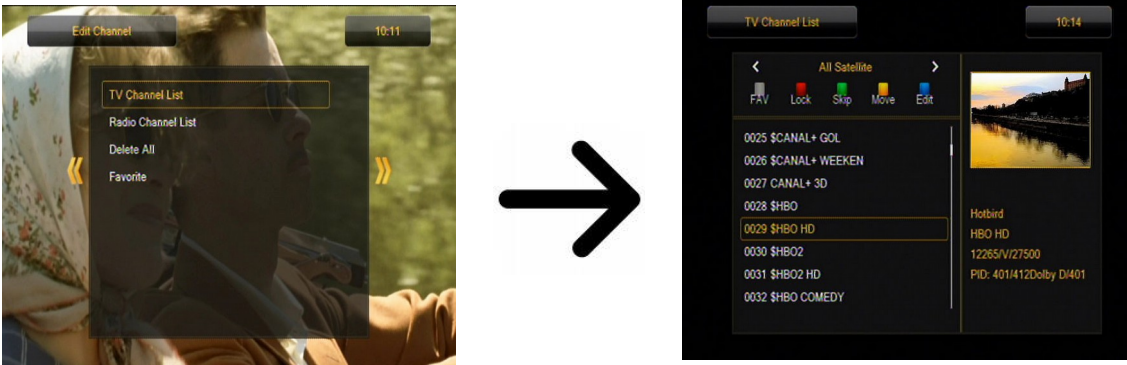 Edit Channel
10:11
TV Channel List
Radio Channel List
Delete All
Favorite
TV Channel List
10:14
All Satellite
FAV Lock Skip Move Edit
0025 $CANAL+ GOL
0026 $CANAL+ WEEKEN
0027 CANAL+ 3D
0028 $HBO
0029 $HBO HD
0030 $HBO2
0031 $HBO2 HD
0032 $HBO COMEDY
Hotbird
HBO HD
12265/V/27500
PID: 401/412Dolby D/401